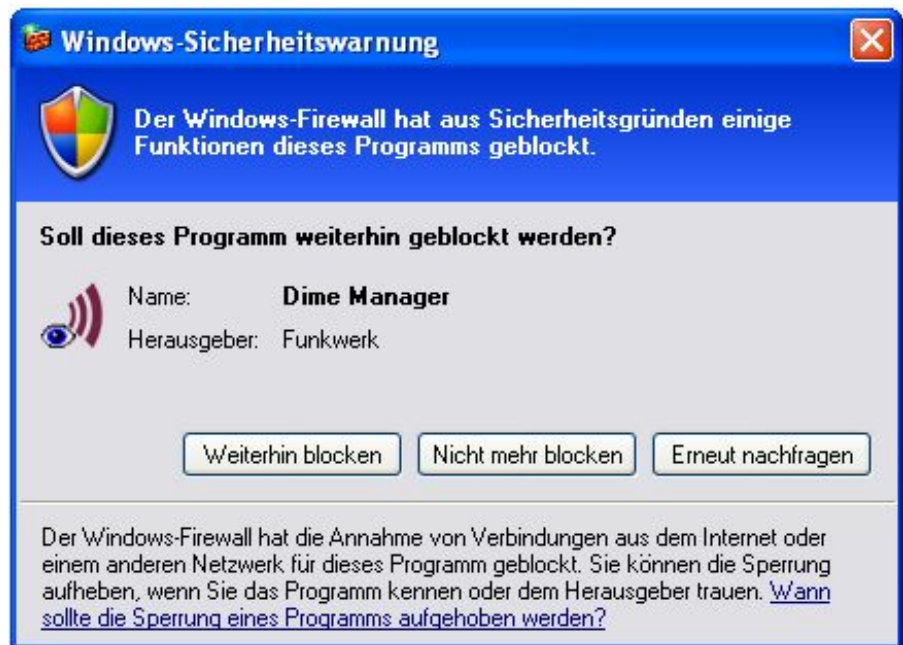 Windows-Sicherheitswarnung
Der Windows-Firewall hat aus Sicherheitsgründen einige
Funktionen dieses Programms geblockt.
Soll dieses Programm weiterhin geblockt werden?
Name: Dime Manager
Herausgeber: Funkwerk
Weiterhin blocken Nicht mehr blocken Erneut nachfragen
Der Windows-Firewall hat die Annahme von Verbindungen aus dem Internet oder
einem anderen Netzwerk für dieses Programm geblockt. Sie können die Sperrung
aufheben, wenn Sie das Programm kennen oder dem Herausgeber trauen. Wann
sollte die Sperrung eines Programms aufgehoben werden?